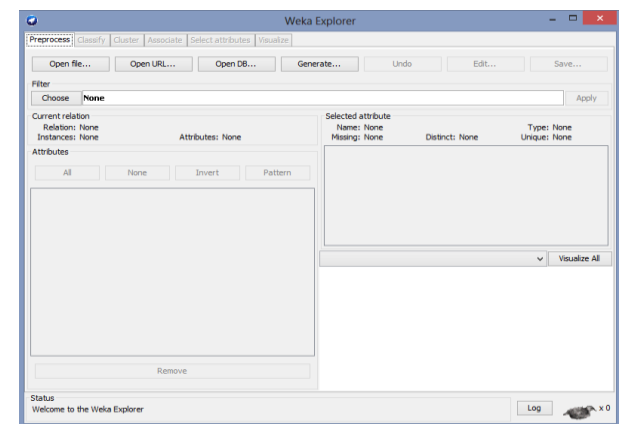 Weka Explorer
Preprocess Classify Cluster Associate Select attributes Visualize
Open file... Open URL... Open DB... Generate... Undo Edit... Save...
Filter
Choose None Apply
Current relation
Relation: None
Instances: None Attributes: None
Selected attribute
Name: None Type: None
Missing: None Distinct: None Unique: None
Attributes
All None Invert Pattern
Visualize All
Remove
Status
Welcome to the Weka Explorer
Log x 0